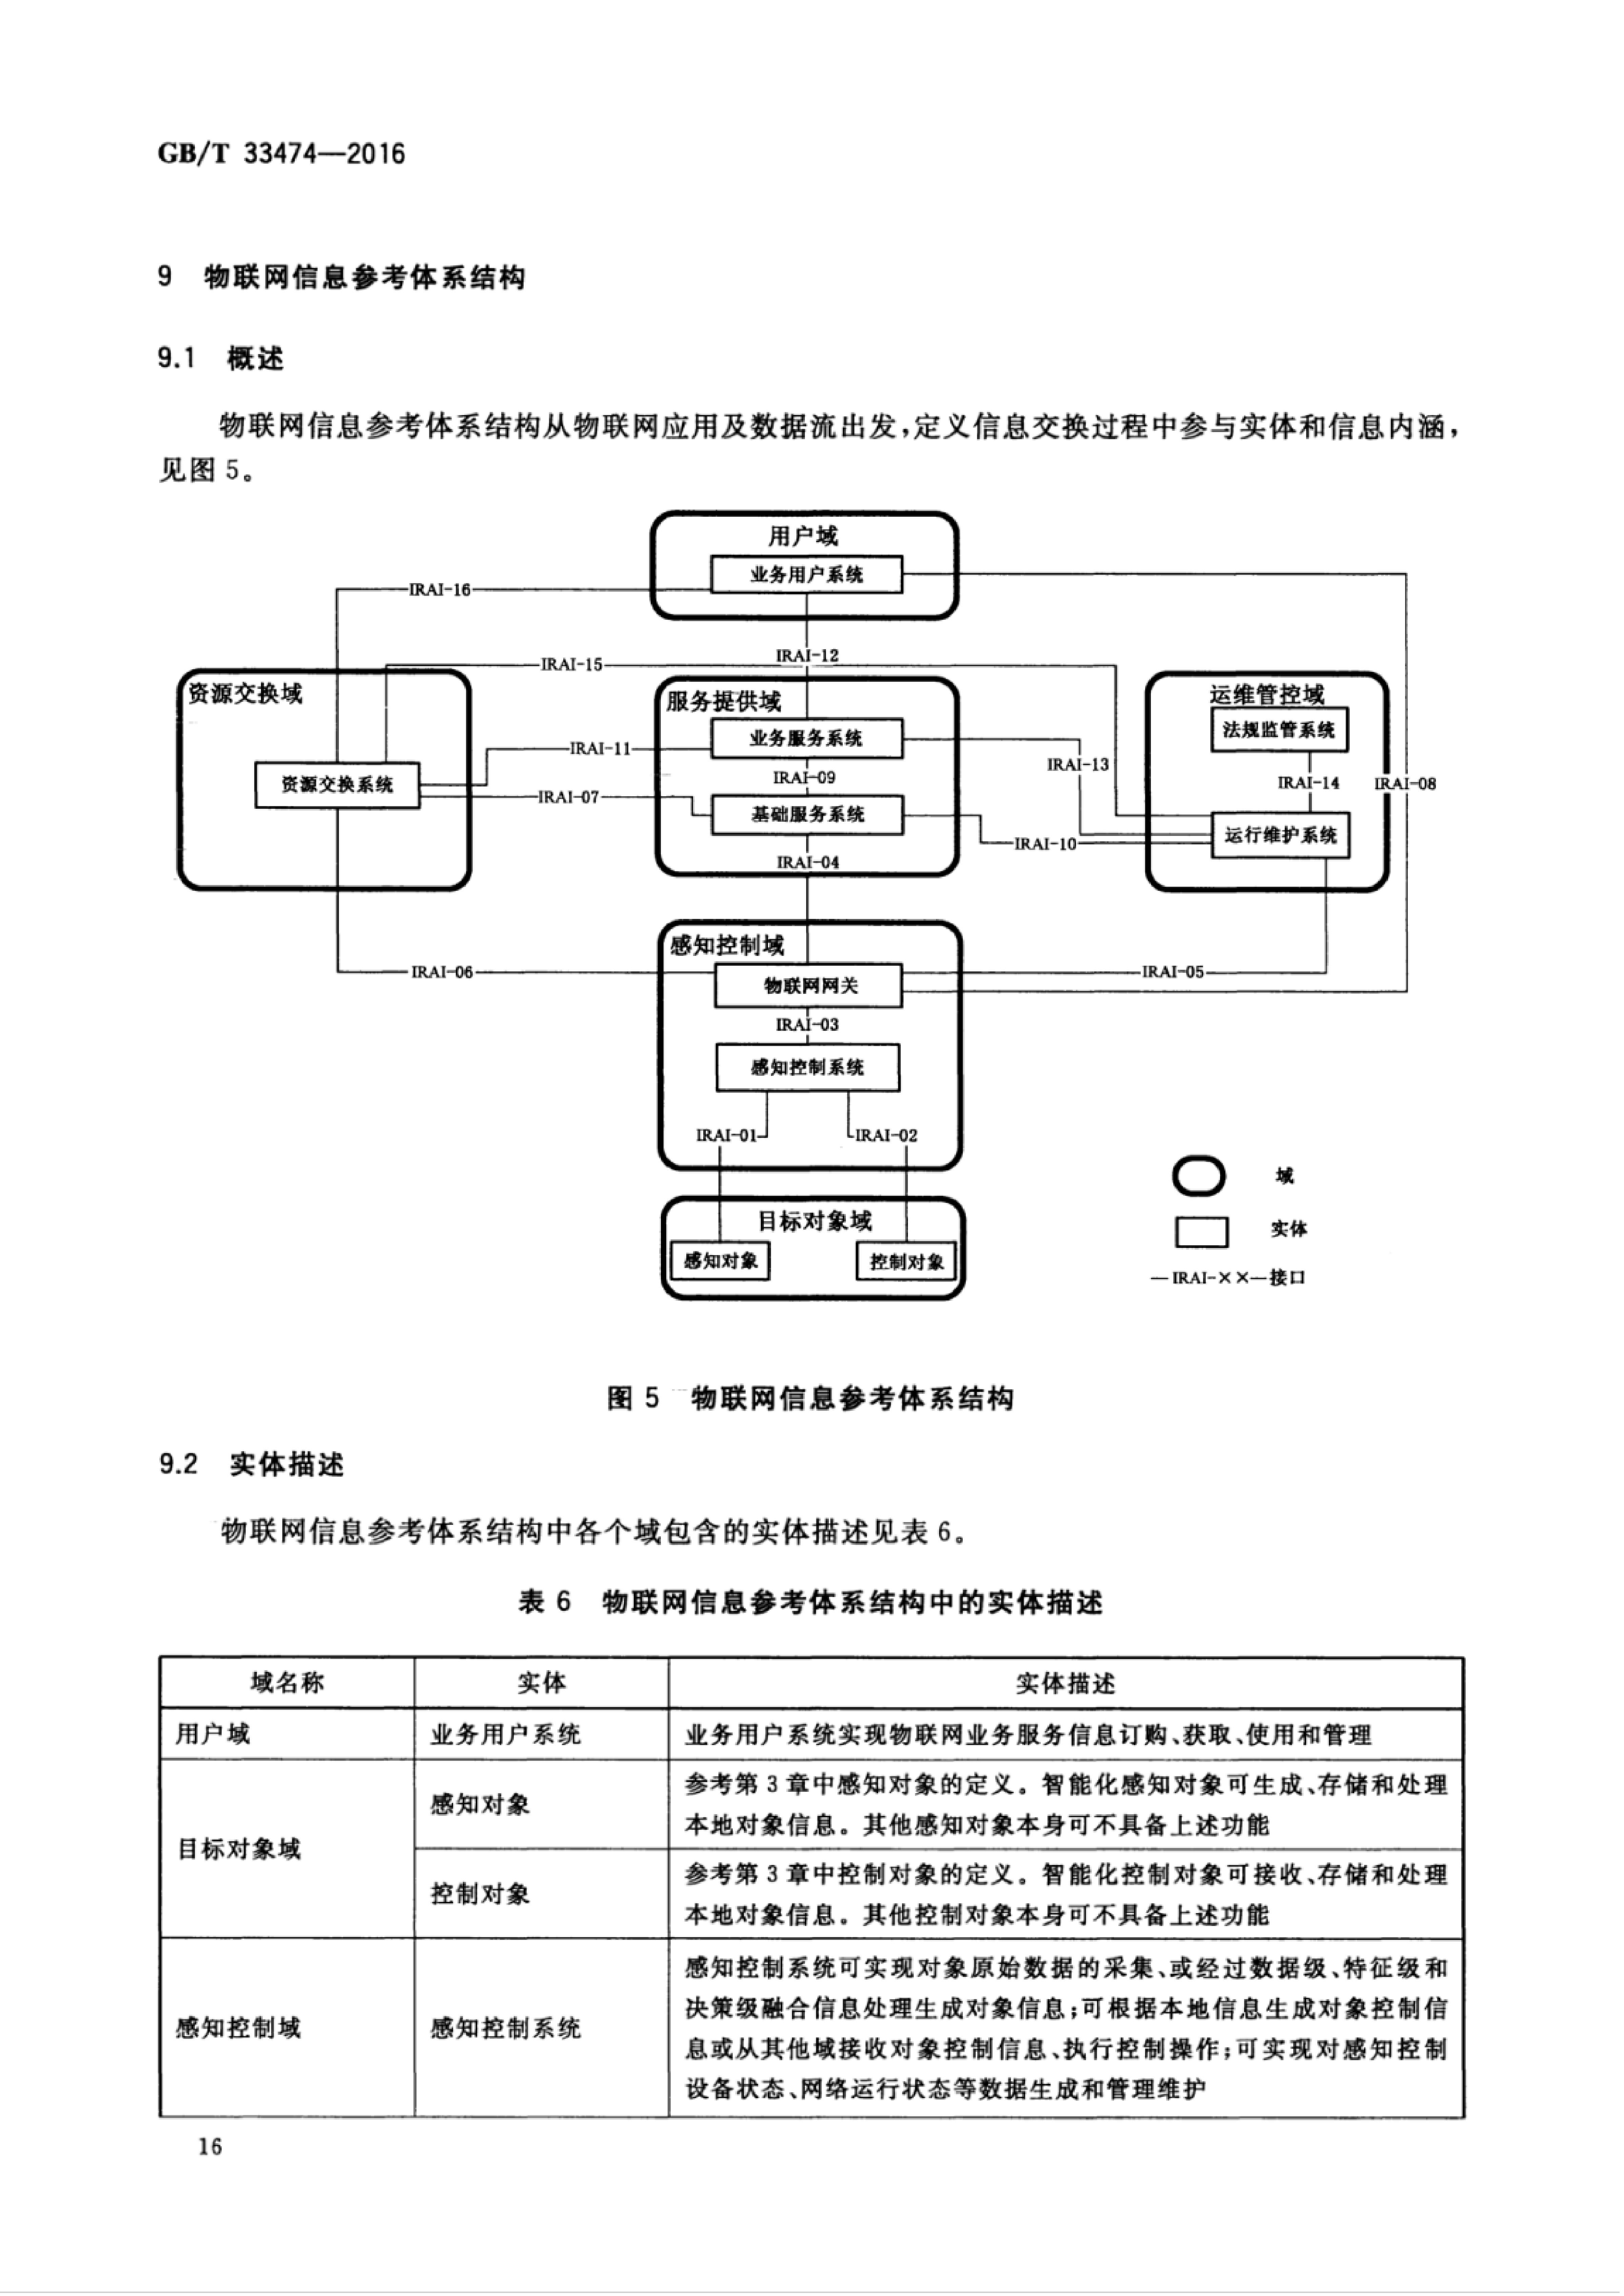 GB/T 33474—2016
9 物联网信息参考体系结构
9.1 概述
物联网信息参考体系结构从物联网应用及数据流出发,定义信息交换过程中参与实体和信息内涵,
见图 5。
用户域
业务用户系统
IRAI-16
IRAI-12
IRAI-15
资源交换域
服务提供域
运维管控域
法规监管系统
业务服务系统
IRAI-11
IRAI-13
资源交换系统
IRAI-09
IRAI-14
IRAI-08
IRAI-07
基础服务系统
运行维护系统
IRAI-10
IRAI-04
感知控制域
IRAI-06
IRAI-05
物联网网关
IRAI-03
感知控制系统
IRAI-01
IRAI-02
域
目标对象域
实体
感知对象
控制对象
—IRAI-××—接口
图 5 物联网信息参考体系结构
9.2 实体描述
物联网信息参考体系结构中各个域包含的实体描述见表 6。
表 6 物联网信息参考体系结构中的实体描述
域名称 实体 实体描述
用户域 业务用户系统 业务用户系统实现物联网业务服务信息订购、获取、使用和管理
目标对象域
感知对象
参考第 3 章中感知对象的定义。智能化感知对象可生成、存储和处理
本地对象信息。其他感知对象本身可不具备上述功能
控制对象
参考第 3 章中控制对象的定义。智能化控制对象可接收、存储和处理
本地对象信息。其他控制对象本身可不具备上述功能
感知控制域
感知控制系统
感知控制系统可实现对象原始数据的采集、或经过数据级、特征级和
决策级融合信息处理生成对象信息;可根据本地信息生成对象控制信
息或从其他域接收对象控制信息、执行控制操作;可实现对感知控制
设备状态、网络运行状态等数据生成和管理维护
16